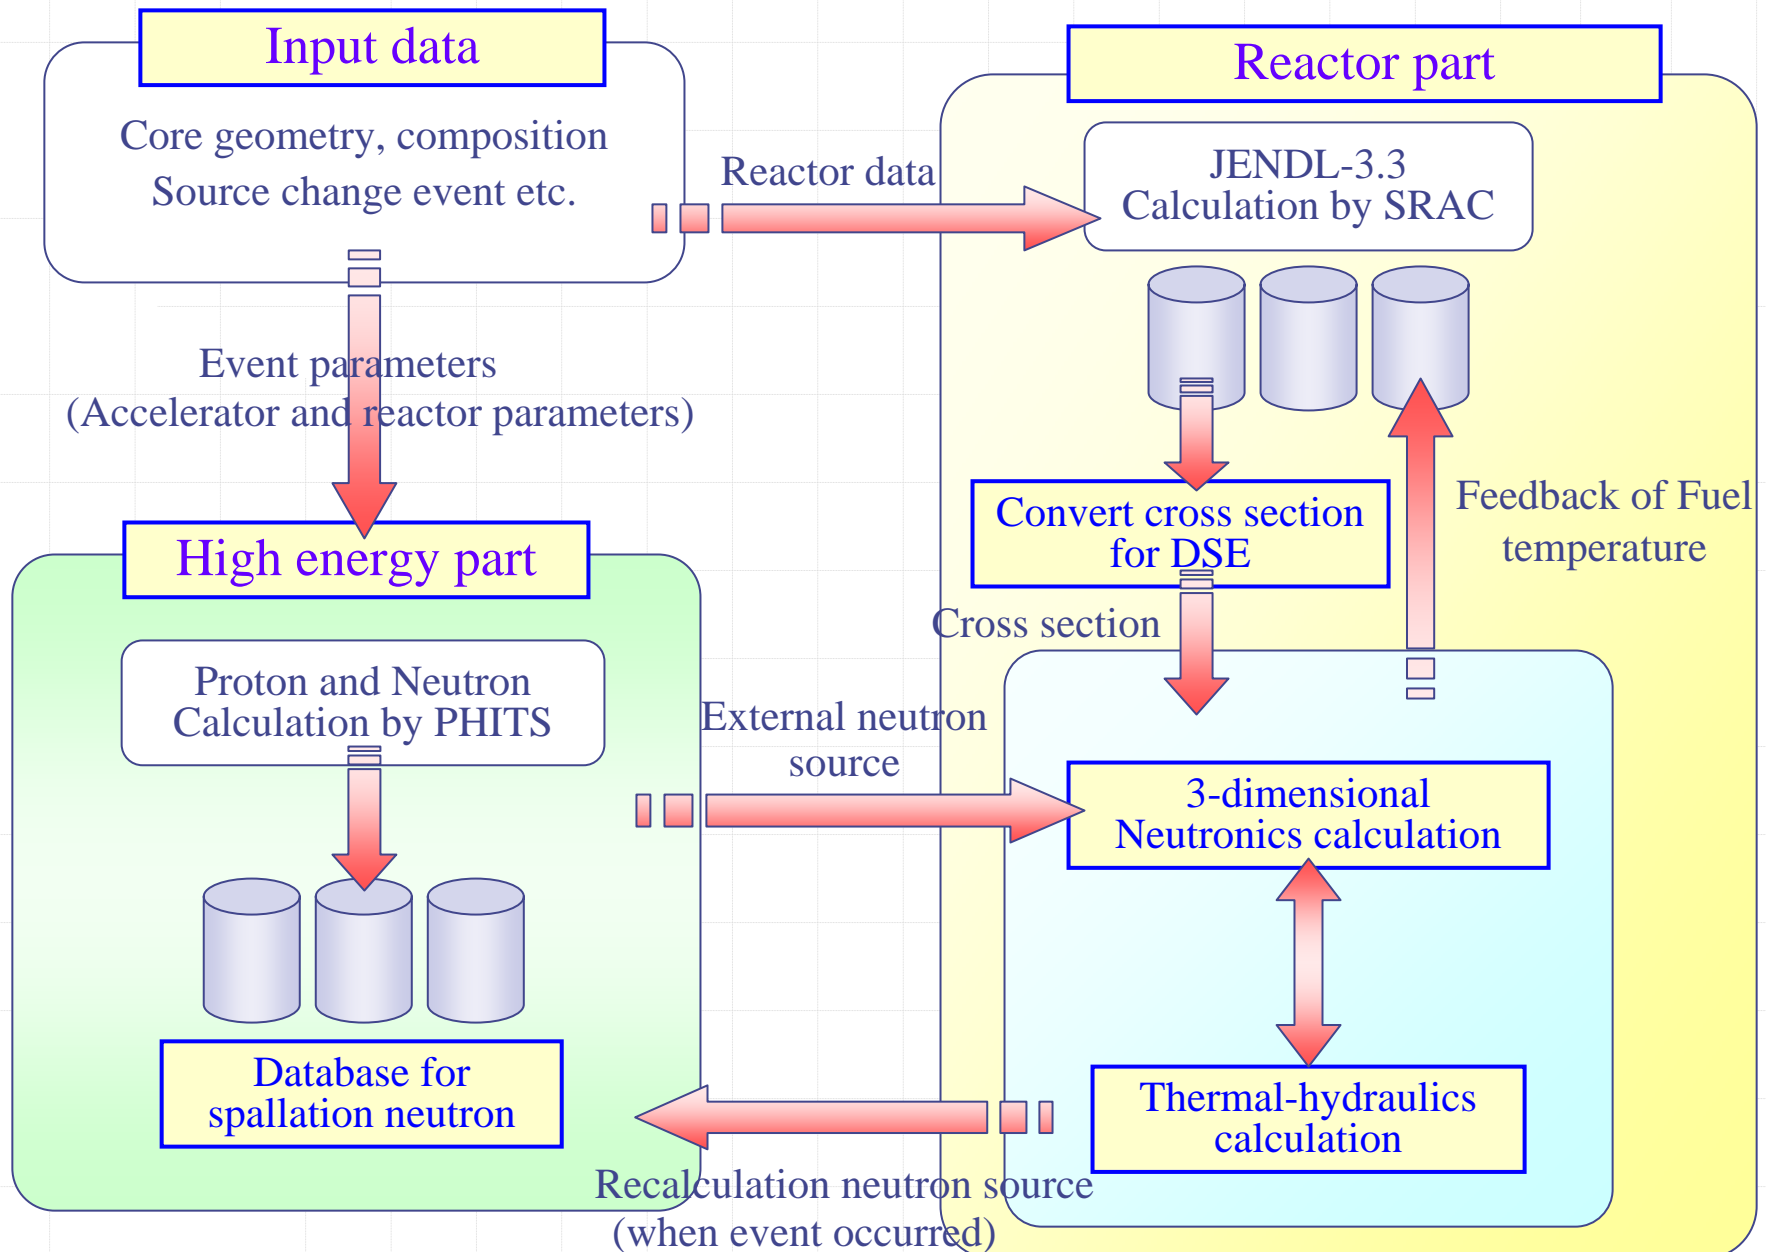 Input data
Core geometry, composition
Source change event etc.
Reactor data
Reactor part
JENDL-3.3
Calculation by SRAC
Event parameters
(Accelerator and reactor parameters)
Convert cross section
for DSE
Feedback of Fuel
temperature
Cross section
High energy part
Proton and Neutron
Calculation by PHITS
External neutron
source
3-dimensional
Neutronics calculation
Database for
spallation neutron
Thermal-hydraulics
calculation
Recalculation neutron source
(when event occurred)